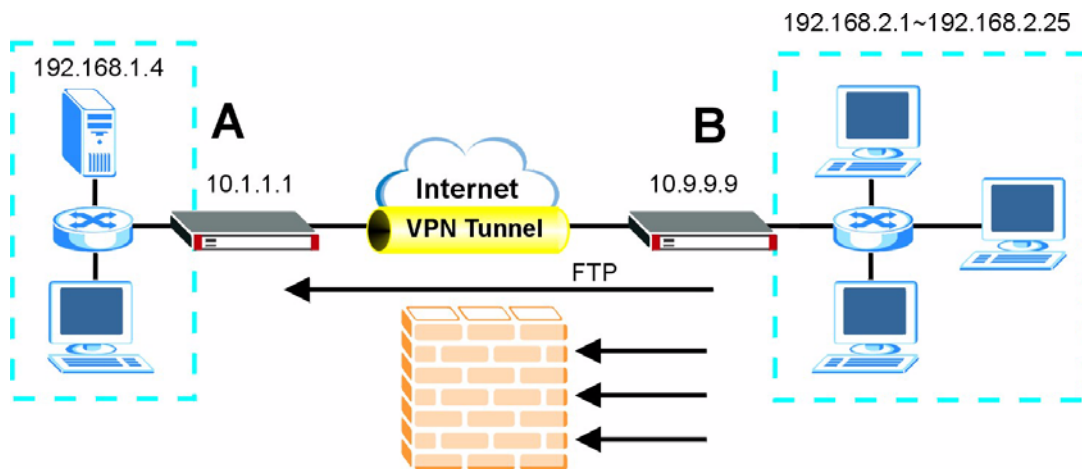 192.168.2.1~192.168.2.25
192.168.1.4
A
B
10.1.1.1
Internet
10.9.9.9
VPN Tunnel
FTP